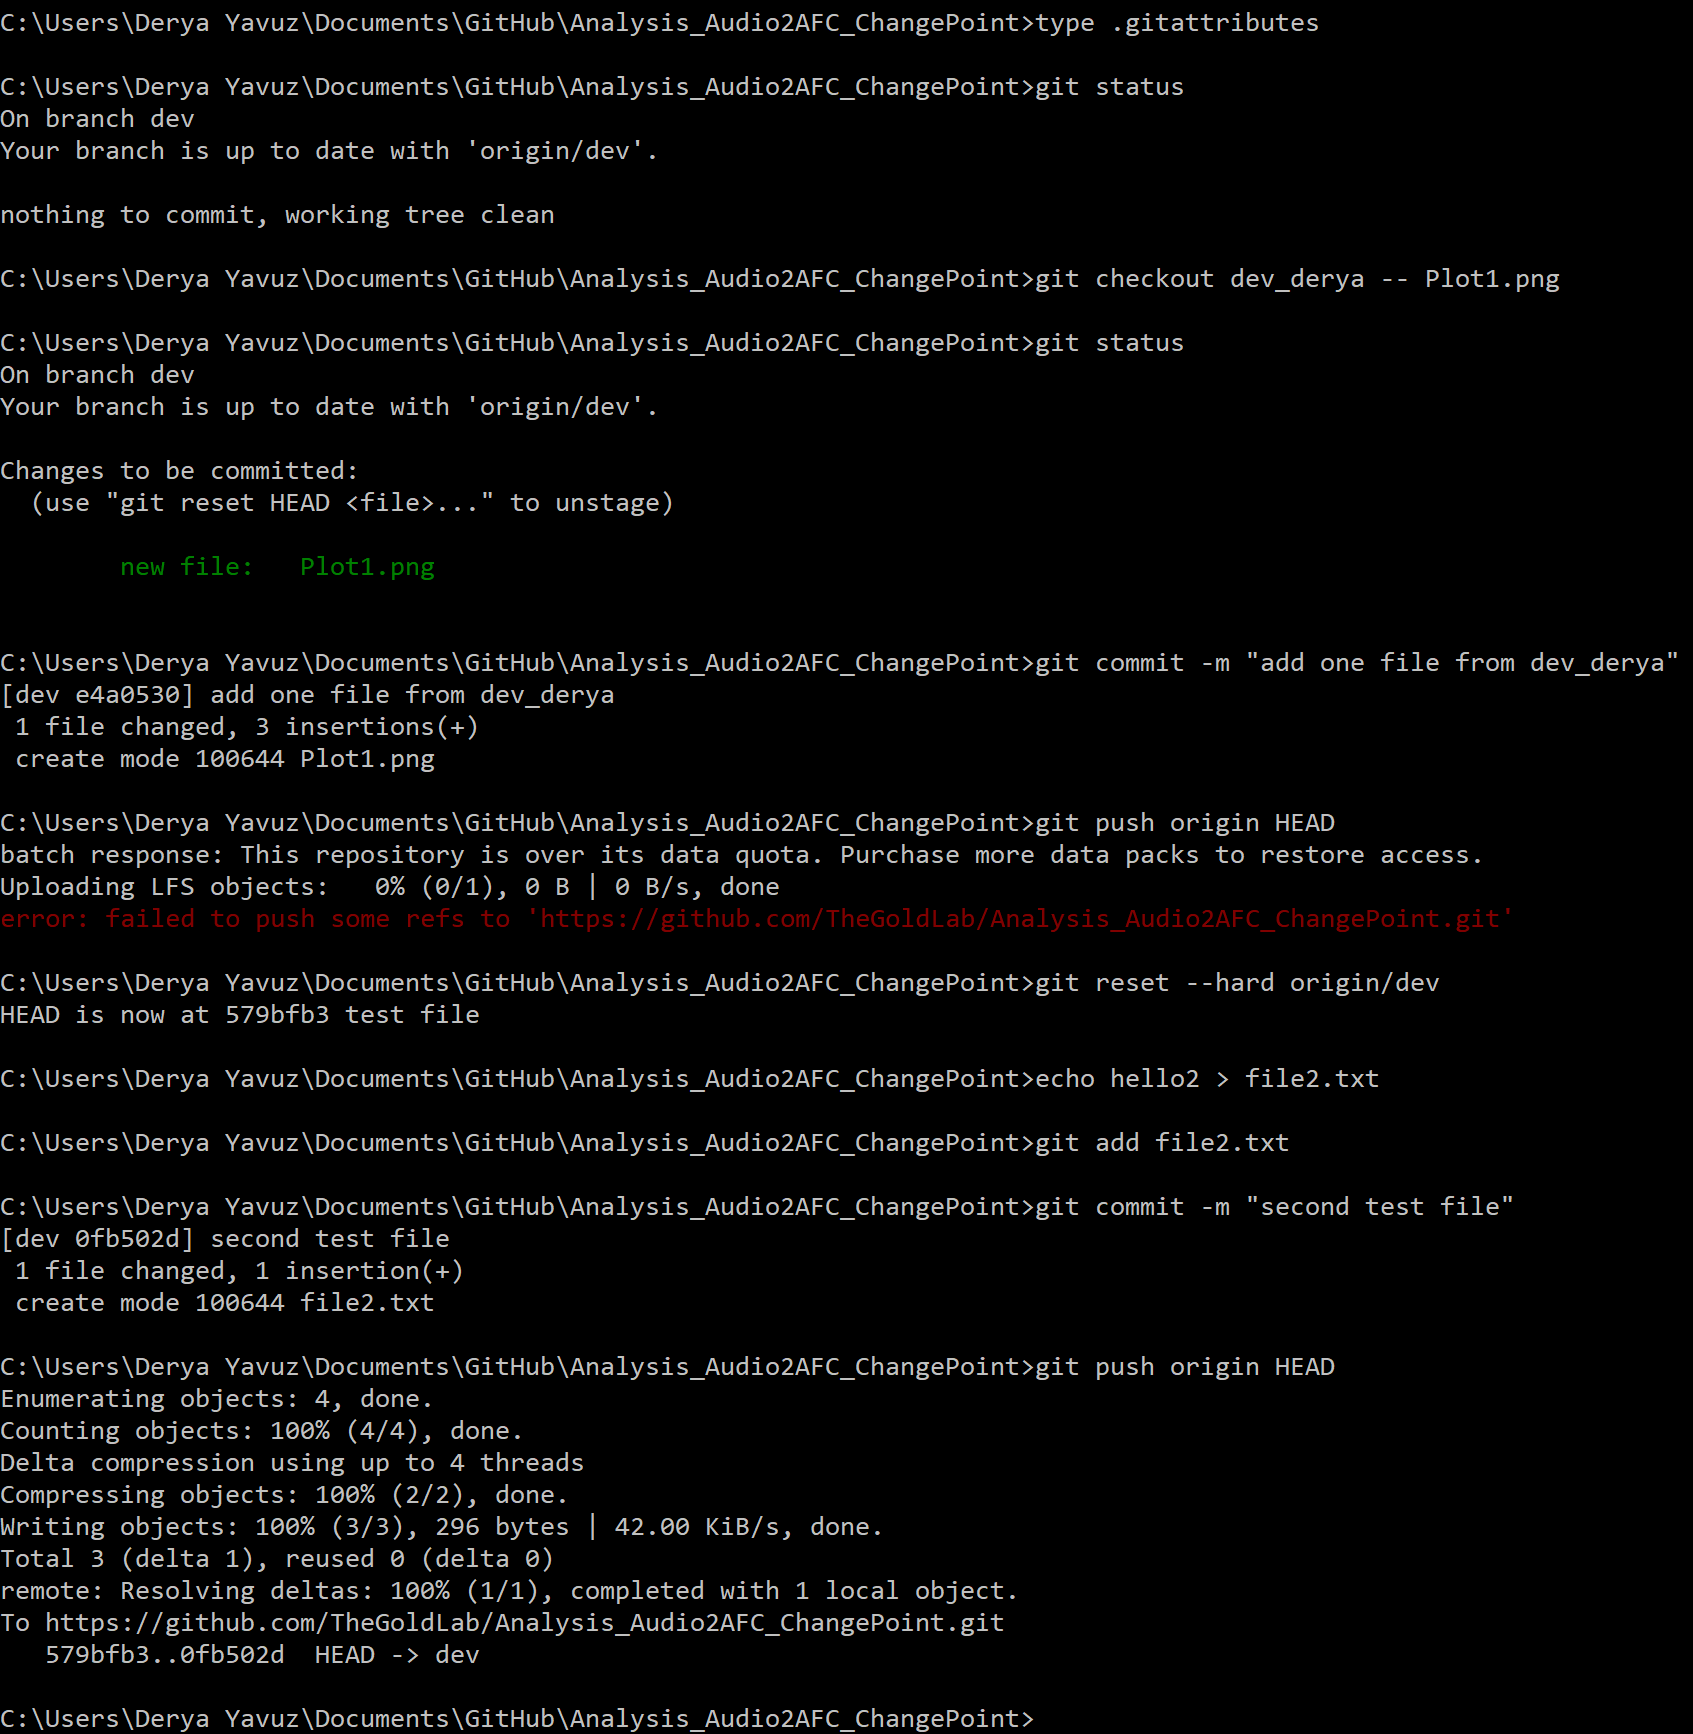 C:\Users\Derya Yavuz\Documents\GitHub\Analysis_Audio2AFC_ChangePoint>type .gitattributes
C:\Users\Derya Yavuz\Documents\GitHub\Analysis_Audio2AFC_ChangePoint>git status
On branch dev
Your branch is up to date with 'origin/dev'.
nothing to commit, working tree clean
C:\Users\Derya Yavuz\Documents\GitHub\Analysis_Audio2AFC_ChangePoint>git checkout dev_derya -- Plot1.png
C:\Users\Derya Yavuz\Documents\GitHub\Analysis_Audio2AFC_ChangePoint>git status
On branch dev
Your branch is up to date with 'origin/dev'.
Changes to be committed:
  (use "git reset HEAD <file>..." to unstage)
        new file:   Plot1.png
C:\Users\Derya Yavuz\Documents\GitHub\Analysis_Audio2AFC_ChangePoint>git commit -m "add one file from dev_derya"
[dev e4a0530] add one file from dev_derya
 1 file changed, 3 insertions(+)
 create mode 100644 Plot1.png
C:\Users\Derya Yavuz\Documents\GitHub\Analysis_Audio2AFC_ChangePoint>git push origin HEAD
batch response: This repository is over its data quota. Purchase more data packs to restore access.
Uploading LFS objects:   0% (0/1), 0 B | 0 B/s, done
error: failed to push some refs to 'https://github.com/TheGoldLab/Analysis_Audio2AFC_ChangePoint.git'
C:\Users\Derya Yavuz\Documents\GitHub\Analysis_Audio2AFC_ChangePoint>git reset --hard origin/dev
HEAD is now at 579bfb3 test file
C:\Users\Derya Yavuz\Documents\GitHub\Analysis_Audio2AFC_ChangePoint>echo hello2 > file2.txt
C:\Users\Derya Yavuz\Documents\GitHub\Analysis_Audio2AFC_ChangePoint>git add file2.txt
C:\Users\Derya Yavuz\Documents\GitHub\Analysis_Audio2AFC_ChangePoint>git commit -m "second test file"
[dev 0fb502d] second test file
 1 file changed, 1 insertion(+)
 create mode 100644 file2.txt
C:\Users\Derya Yavuz\Documents\GitHub\Analysis_Audio2AFC_ChangePoint>git push origin HEAD
Enumerating objects: 4, done.
Counting objects: 100% (4/4), done.
Delta compression using up to 4 threads
Compressing objects: 100% (2/2), done.
Writing objects: 100% (3/3), 296 bytes | 42.00 KiB/s, done.
Total 3 (delta 1), reused 0 (delta 0)
remote: Resolving deltas: 100% (1/1), completed with 1 local object.
To https://github.com/TheGoldLab/Analysis_Audio2AFC_ChangePoint.git
   579bfb3..0fb502d  HEAD -> dev
C:\Users\Derya Yavuz\Documents\GitHub\Analysis_Audio2AFC_ChangePoint>